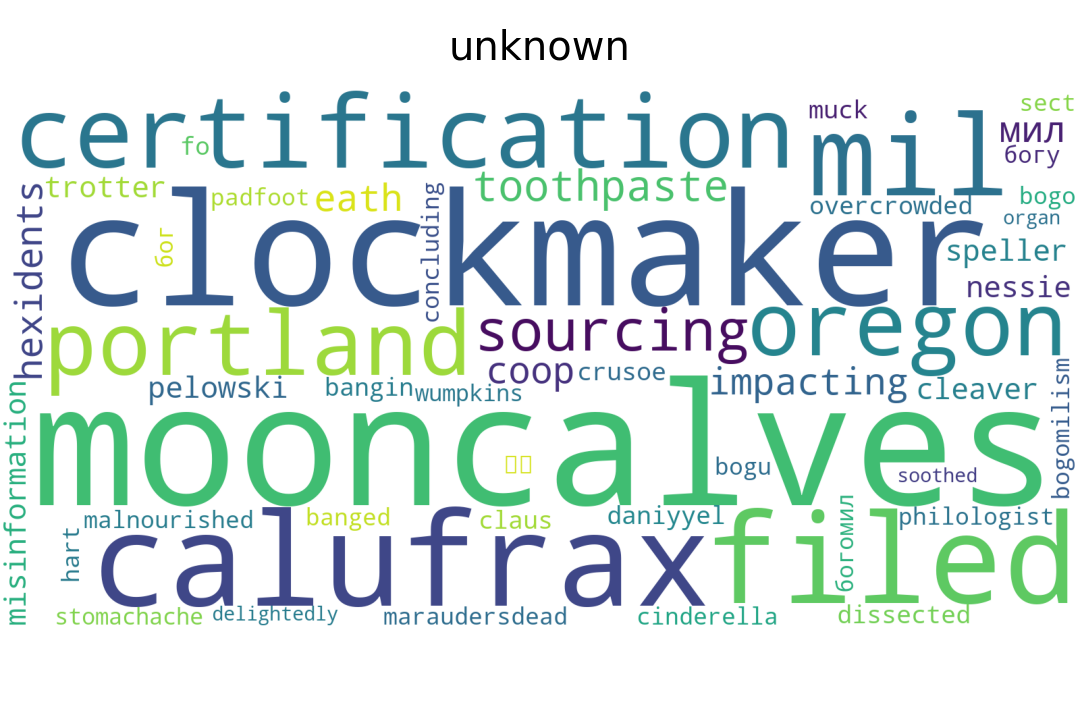 unknown
certification
mil
muck
sect
мил
богу
fo
trotter
padfoot
eath
toothpaste
overcrowded
bogo
organ
hexidents
clockmaker
бог
concluding
speller
nessie
portland
sourcing
oregon
pelowski
bangin
wumpkins
coop
crusoe
impacting
cleaver
misinformation
mooncalves
bogu
soothed
bogomilism
malnourished
banged
claus
daniyyel
philologist
hart
calufrax
filed
богомил
stomachache
delightedly
maraudersdead
cinderella
dissected